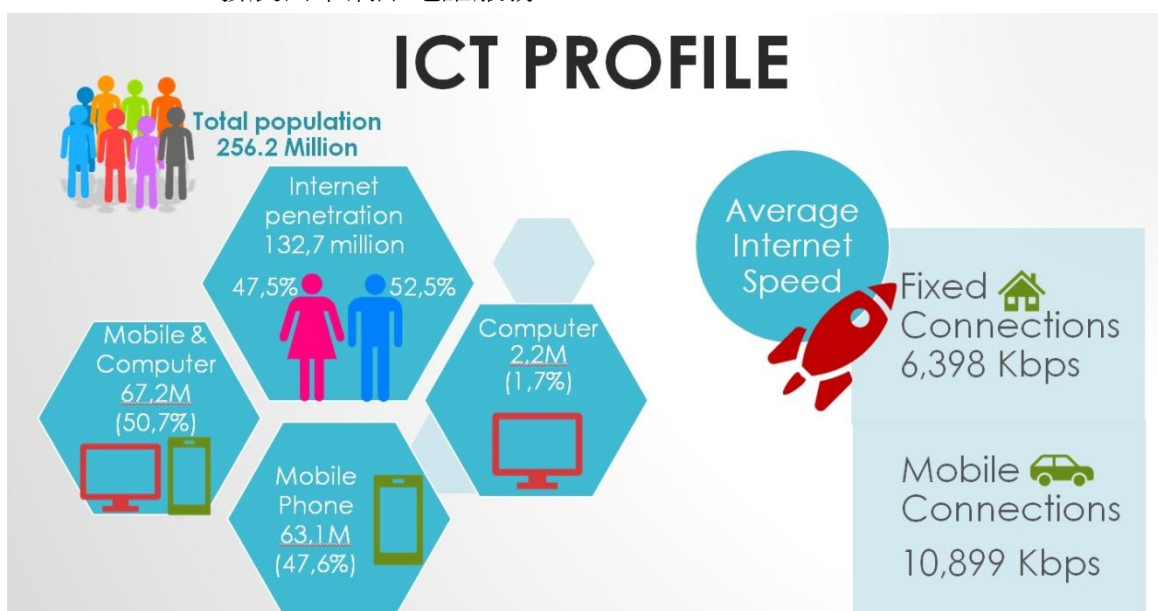 ICT PROFILE
Total population
256.2 Million
Internet
penetration
132,7 million
47,5%
52,5%
Mobile &
Computer
67,2M
(50,7%)
Computer
2,2M
(1,7%)
Mobile
Phone
63,1M
(47,6%)
Average
Internet
Speed
Fixed
Connections
6,398 Kbps
Mobile
Connections
10,899 Kbps